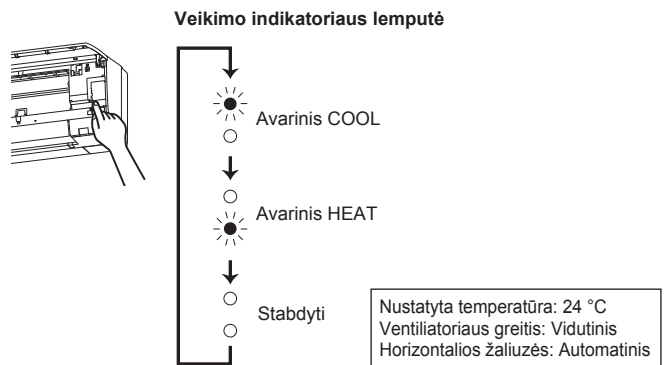 Veikimo indikatoriaus lemputė
Avarinis COOL
Avarinis HEAT
Stabdyti
Nustatyta temperatūra: 24 °C
Ventiliatoriaus greitis: Vidutinis
Horizontalios žaliuzės: Automatinis